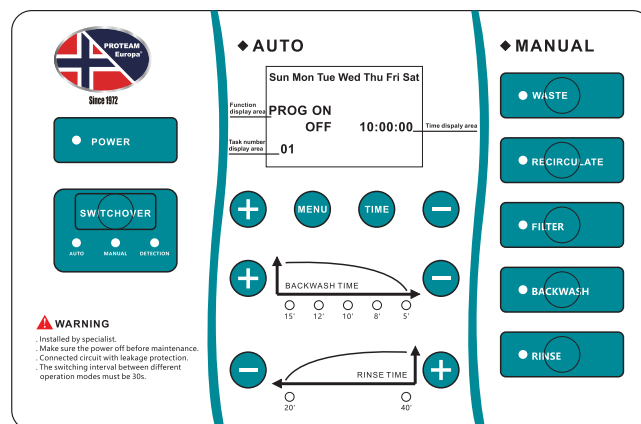 PROTEAM
Europa®
Since 1972
POWER
SWITCHOVER
AUTO MANUAL DETECTION
WARNING
. Installed by specialist.
. Make sure the power off before maintenance.
. Connected circuit with leakage protection.
. The switching interval between different
operation modes must be 30s.
◆AUTO
Sun Mon Tue Wed Thu Fri Sat
Function
display area
PROG ON
OFF 10:00:00
Time dispaly area
Task number
display area
01
+ MENU TIME −
+ BACKWASH TIME −
15' 12' 10' 8' 5'
− RINSE TIME +
20' 40'
◆MANUAL
WASTE
RECIRCULATE
FILTER
BACKWASH
RINSE